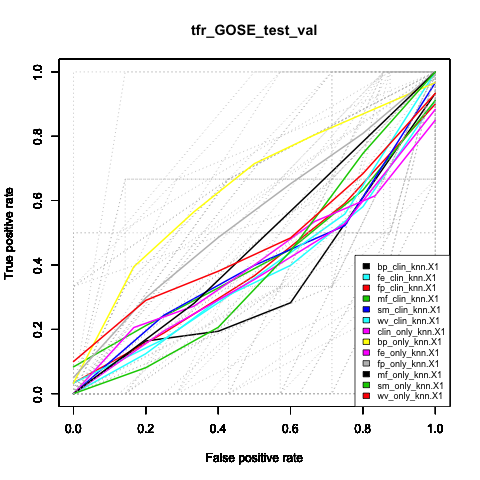 tfr_GOSE_test_val
True positive rate
1.0
0.8
0.6
0.4
0.2
0.0
bp_clin_knn.X1
fe_clin_knn.X1
fp_clin_knn.X1
mf_clin_knn.X1
sm_clin_knn.X1
wv_clin_knn.X1
clin_only_knn.X1
bp_only_knn.X1
fe_only_knn.X1
fp_only_knn.X1
mf_only_knn.X1
sm_only_knn.X1
wv_only_knn.X1
0.0 0.2 0.4 0.6 0.8 1.0
False positive rate